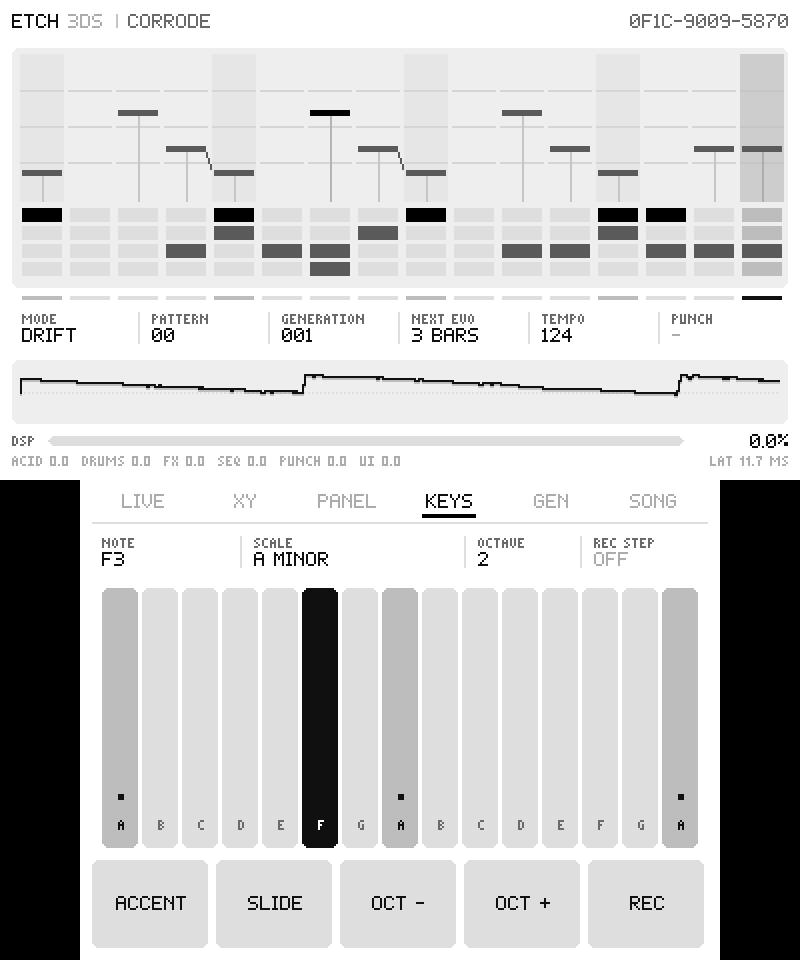 ETCH 3DS | CORRODE 0F1C-9009-5870
MODE PATTERN GENERATION NEXT EVO TEMPO PUNCH
DRIFT 00 001 3 BARS 124 -
DSP 0.0%
ACID 0.0 DRUMS 0.0 FX 0.0 SEQ 0.0 PUNCH 0.0 UI 0.0 LAT 11.7 MS
LIVE XY PANEL KEYS GEN SONG
NOTE SCALE OCTAVE REC STEP
F3 A MINOR 2 OFF
A B C D E F G A B C D E F G A
ACCENT SLIDE OCT - OCT + REC